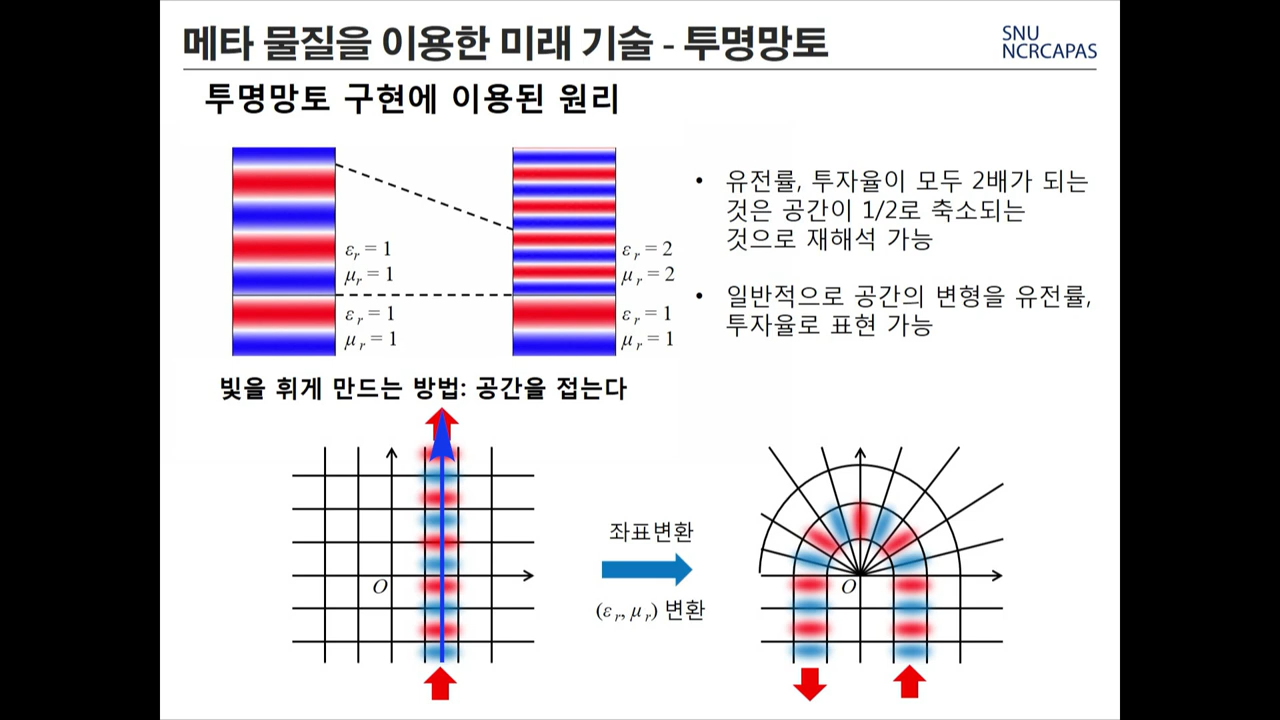 메타 물질을 이용한 미래 기술 - 투명망토
SNU
NCRCAPAS
투명망토 구현에 이용된 원리
εr = 1
μr = 1
εr = 1
μr = 1
εr = 2
μr = 2
εr = 1
μr = 1
• 유전률, 투자율이 모두 2배가 되는
것은 공간이 1/2로 축소되는
것으로 재해석 가능
• 일반적으로 공간의 변형을 유전률,
투자율로 표현 가능
빛을 휘게 만드는 방법: 공간을 접는다
O
좌표변환
(εr, μr) 변환
O